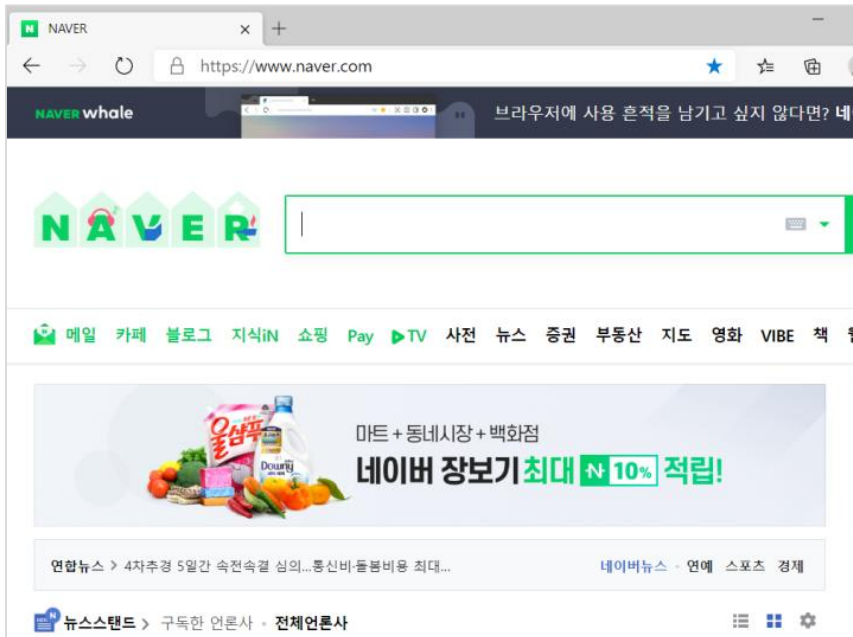 NAVER
https://www.naver.com
NAVER whale
브라우저에 사용 흔적을 남기고 싶지 않다면? 네
NAVER
메일 카페 블로그 지식iN 쇼핑 Pay TV 사전 뉴스 증권 부동산 지도 영화 VIBE 책
울샴푸
Downy
마트 + 동네시장 + 백화점
네이버 장보기 최대 N 10% 적립!
연합뉴스 > 4차추경 5일간 속전속결 심의...통신비·돌봄비용 최대...
네이버뉴스 · 연예 스포츠 경제
뉴스스탠드 > 구독한 언론사 · 전체언론사